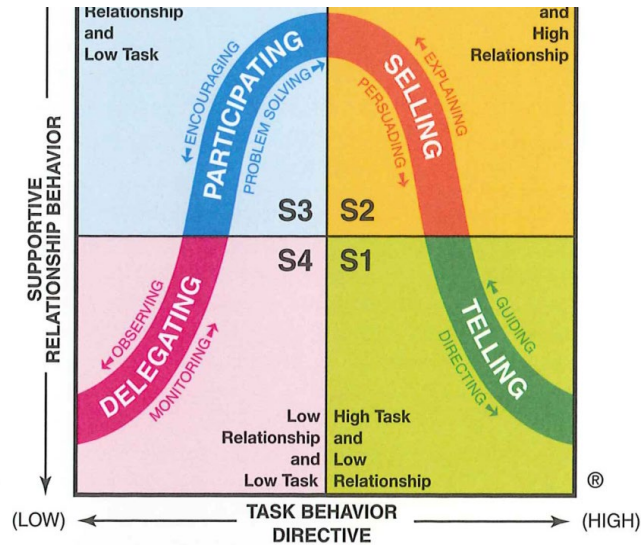 Relationship
and
Low Task
and
High
Relationship
ENCOURAGING
PARTICIPATING
PROBLEM SOLVING
SELLING
EXPLAINING
PERSUADING
S3
S2
S4
S1
OBSERVING
DELEGATING
MONITORING
TELLING
GUIDING
DIRECTING
Low
Relationship
and
Low Task
High Task
and
Low
Relationship
SUPPORTIVE
RELATIONSHIP BEHAVIOR
®
(LOW)
TASK BEHAVIOR
DIRECTIVE
(HIGH)